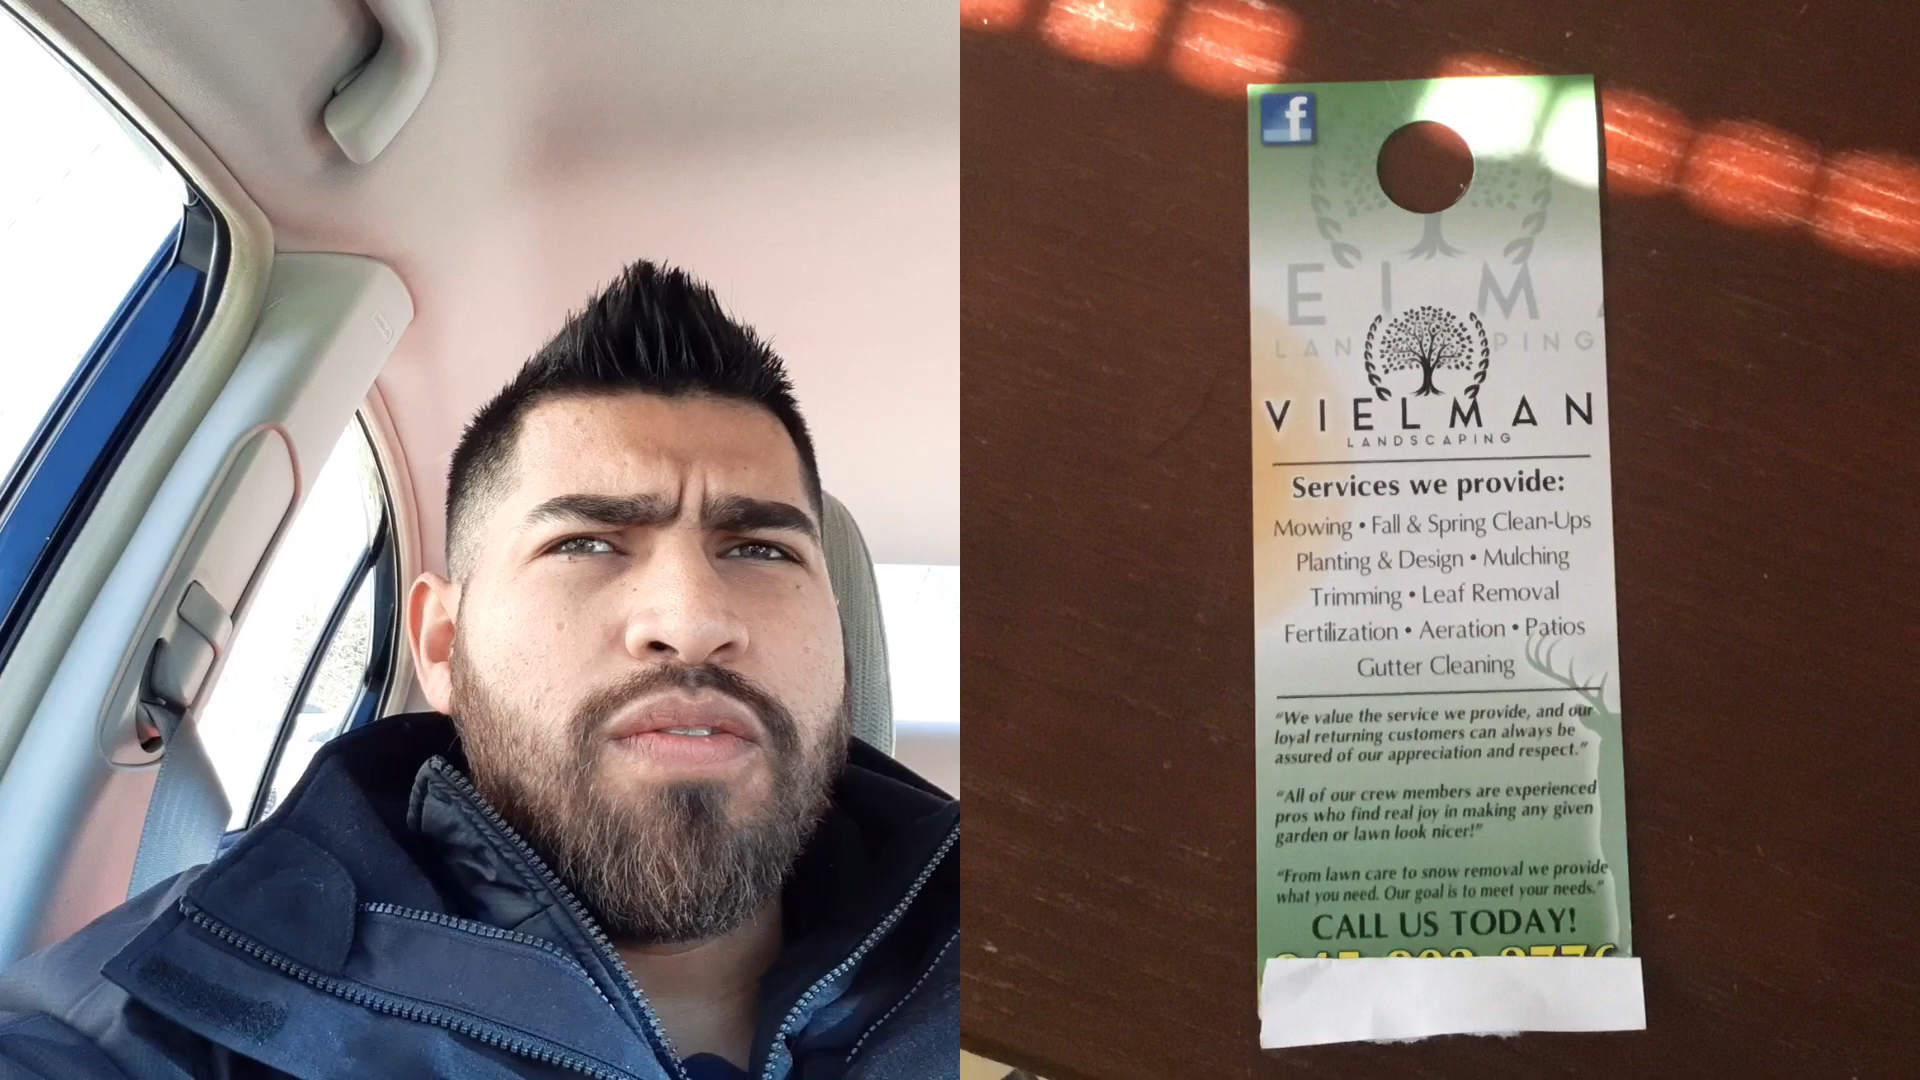 f
E I M A
LAN PING
VIELMAN
LANDSCAPING
Services we provide:
Mowing • Fall & Spring Clean-Ups
Planting & Design • Mulching
Trimming • Leaf Removal
Fertilization • Aeration • Patios
Gutter Cleaning
“We value the service we provide, and our
loyal returning customers can always be
assured of our appreciation and respect.”
“All of our crew members are experienced
pros who find real joy in making any given
garden or lawn look nicer!”
“From lawn care to snow removal we provide
what you need. Our goal is to meet your needs.”
CALL US TODAY!